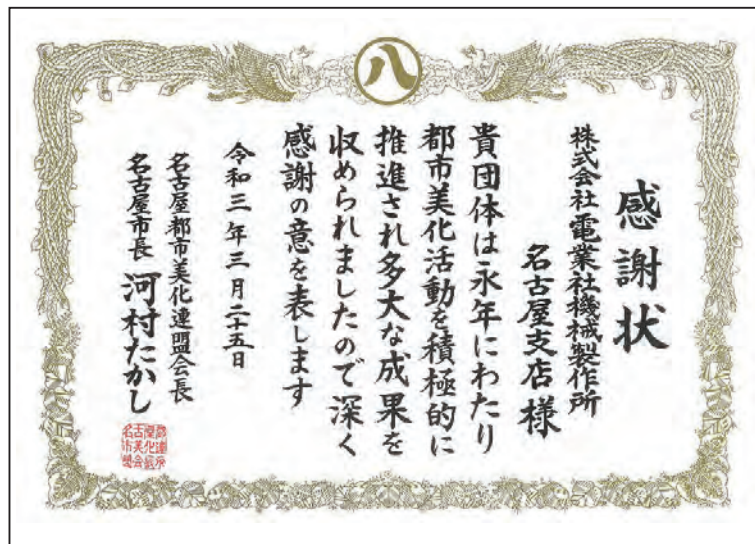 八
感謝状
株式会社電業社機械製作所
名古屋支店様
貴団体は永年にわたり
都市美化活動を積極的に
推進され多大な成果を
収められましたので深く
感謝の意を表します
令和三年三月二十五日
名古屋都市美化連盟会長
名古屋市長 河村たかし